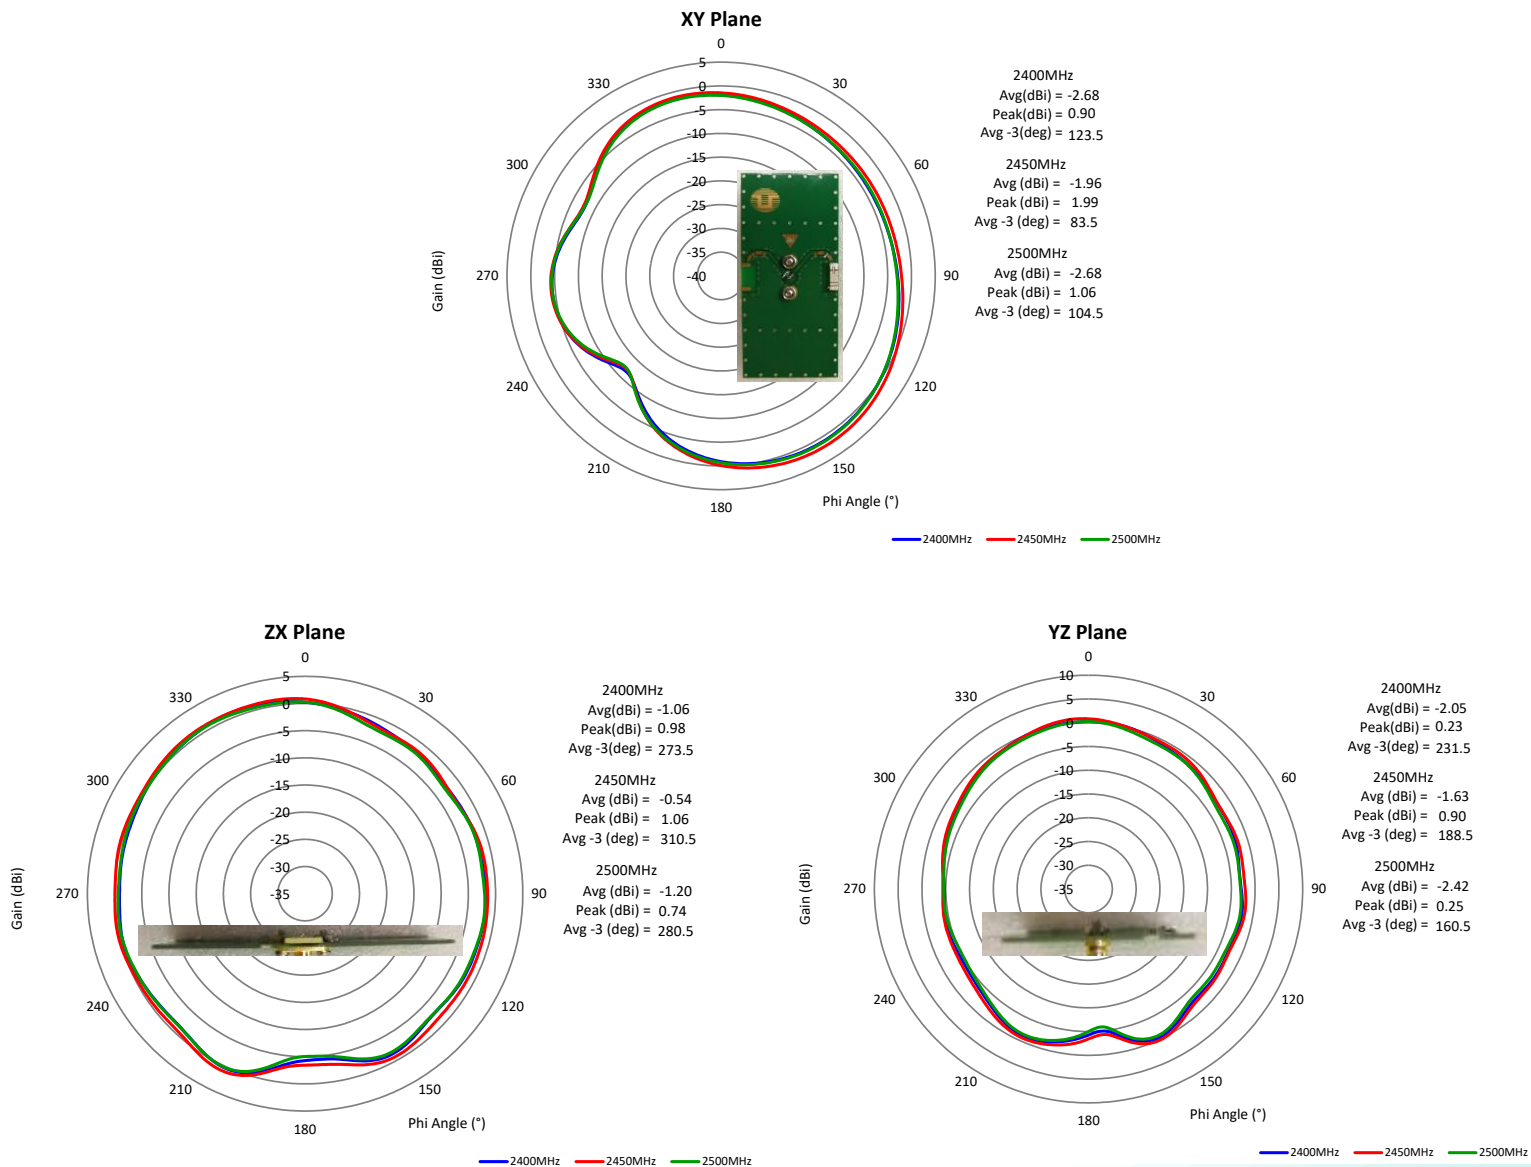 XY Plane
0
30
60
90
120
150
180
210
240
270
300
330
5
0
-5
-10
-15
-20
-25
-30
-35
-40
Gain (dBi)
Phi Angle (°)
2400MHz
Avg(dBi) = -2.68
Peak(dBi) = 0.90
Avg -3(deg) = 123.5
2450MHz
Avg (dBi) = -1.96
Peak (dBi) = 1.99
Avg -3 (deg) = 83.5
2500MHz
Avg (dBi) = -2.68
Peak (dBi) = 1.06
Avg -3 (deg) = 104.5
2400MHz 2450MHz 2500MHz
ZX Plane
0
30
60
90
120
150
180
210
240
270
300
330
5
0
-5
-10
-15
-20
-25
-30
-35
Gain (dBi)
Phi Angle (°)
2400MHz
Avg(dBi) = -1.06
Peak(dBi) = 0.98
Avg -3(deg) = 273.5
2450MHz
Avg (dBi) = -0.54
Peak (dBi) = 1.06
Avg -3 (deg) = 310.5
2500MHz
Avg (dBi) = -1.20
Peak (dBi) = 0.74
Avg -3 (deg) = 280.5
2400MHz 2450MHz 2500MHz
YZ Plane
0
30
60
90
120
150
180
210
240
270
300
330
10
5
0
-5
-10
-15
-20
-25
-30
-35
Gain (dBi)
Phi Angle (°)
2400MHz
Avg(dBi) = -2.05
Peak(dBi) = 0.23
Avg -3(deg) = 231.5
2450MHz
Avg (dBi) = -1.63
Peak (dBi) = 0.90
Avg -3 (deg) = 188.5
2500MHz
Avg (dBi) = -2.42
Peak (dBi) = 0.25
Avg -3 (deg) = 160.5
2400MHz 2450MHz 2500MHz